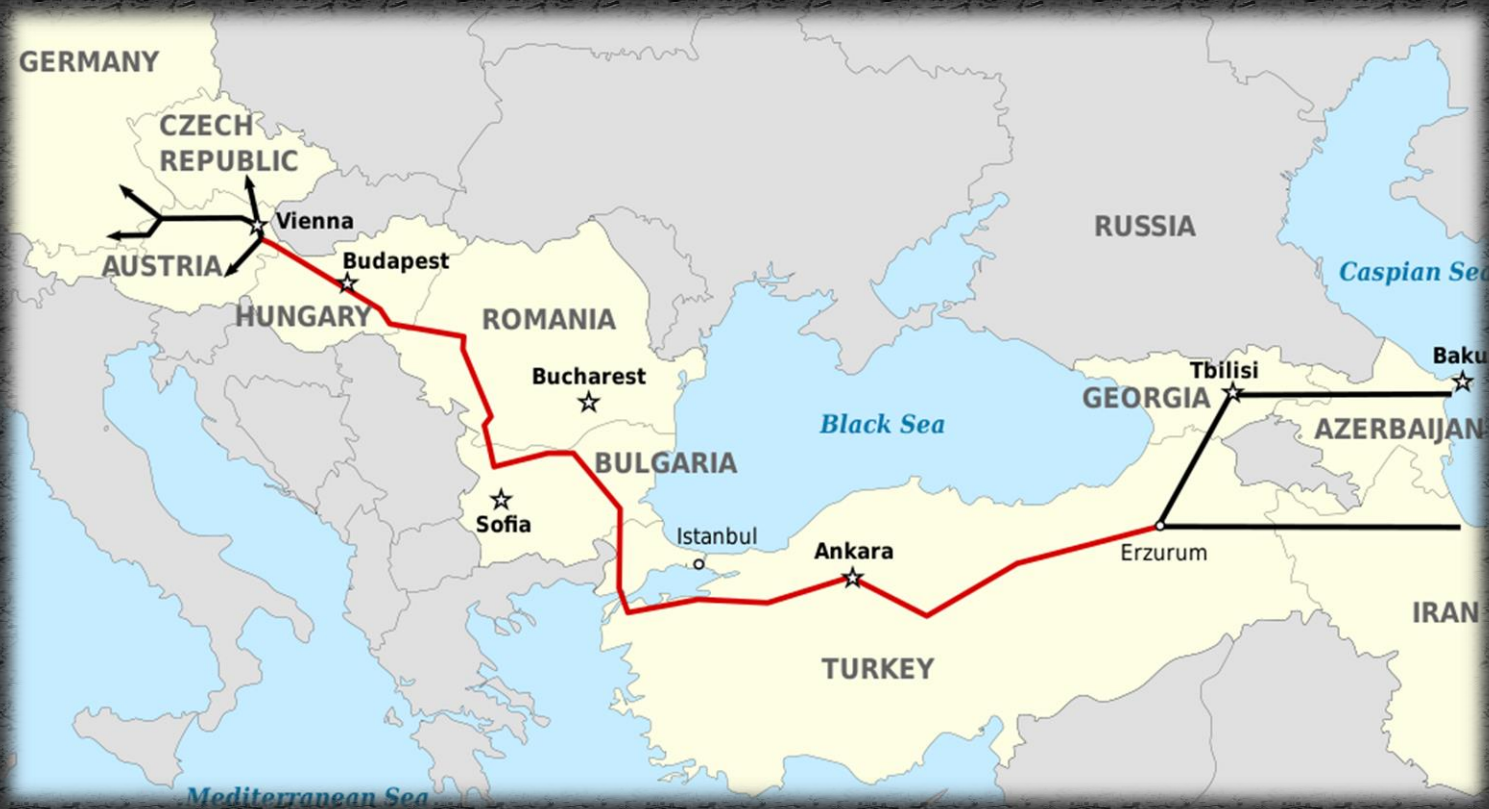 GERMANY
CZECH
REPUBLIC
Vienna
RUSSIA
Budapest
AUSTRIA
Caspian Sea
HUNGARY
ROMANIA
Baku
Tbilisi
Bucharest
GEORGIA
Black Sea
AZERBAIJAN
BULGARIA
Sofia
Istanbul
Ankara
Erzurum
IRAN
TURKEY
Mediterranean Sea